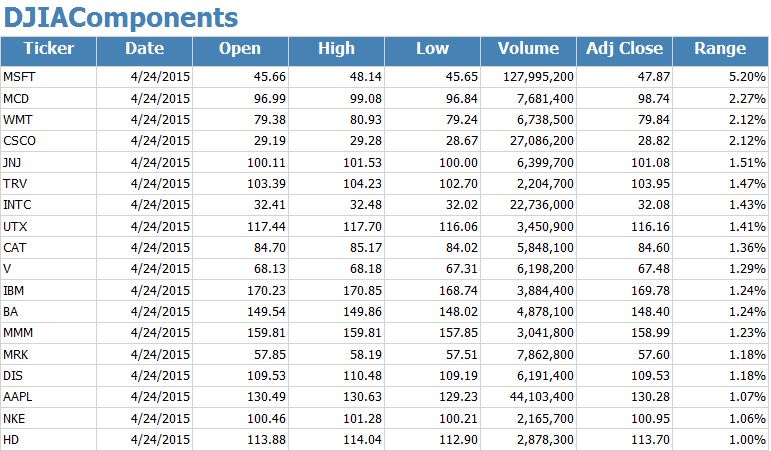 DJIAComponents
Ticker Date Open High Low Volume Adj Close Range
MSFT 4/24/2015 45.66 48.14 45.65 127,995,200 47.87 5.20%
MCD 4/24/2015 96.99 99.08 96.84 7,681,400 98.74 2.27%
WMT 4/24/2015 79.38 80.93 79.24 6,738,500 79.84 2.12%
CSCO 4/24/2015 29.19 29.28 28.67 27,086,200 28.82 2.12%
JNJ 4/24/2015 100.11 101.53 100.00 6,399,700 101.08 1.51%
TRV 4/24/2015 103.39 104.23 102.70 2,204,700 103.95 1.47%
INTC 4/24/2015 32.41 32.48 32.02 22,736,000 32.08 1.43%
UTX 4/24/2015 117.44 117.70 116.06 3,450,900 116.16 1.41%
CAT 4/24/2015 84.70 85.17 84.02 5,848,100 84.60 1.36%
V 4/24/2015 68.13 68.18 67.31 6,198,200 67.48 1.29%
IBM 4/24/2015 170.23 170.85 168.74 3,884,400 169.78 1.24%
BA 4/24/2015 149.54 149.86 148.02 4,878,100 148.40 1.24%
MMM 4/24/2015 159.81 159.81 157.85 3,041,800 158.99 1.23%
MRK 4/24/2015 57.85 58.19 57.51 7,862,800 57.60 1.18%
DIS 4/24/2015 109.53 110.48 109.19 6,191,400 109.53 1.18%
AAPL 4/24/2015 130.49 130.63 129.23 44,103,400 130.28 1.07%
NKE 4/24/2015 100.46 101.28 100.21 2,165,700 100.95 1.06%
HD 4/24/2015 113.88 114.04 112.90 2,878,300 113.70 1.00%